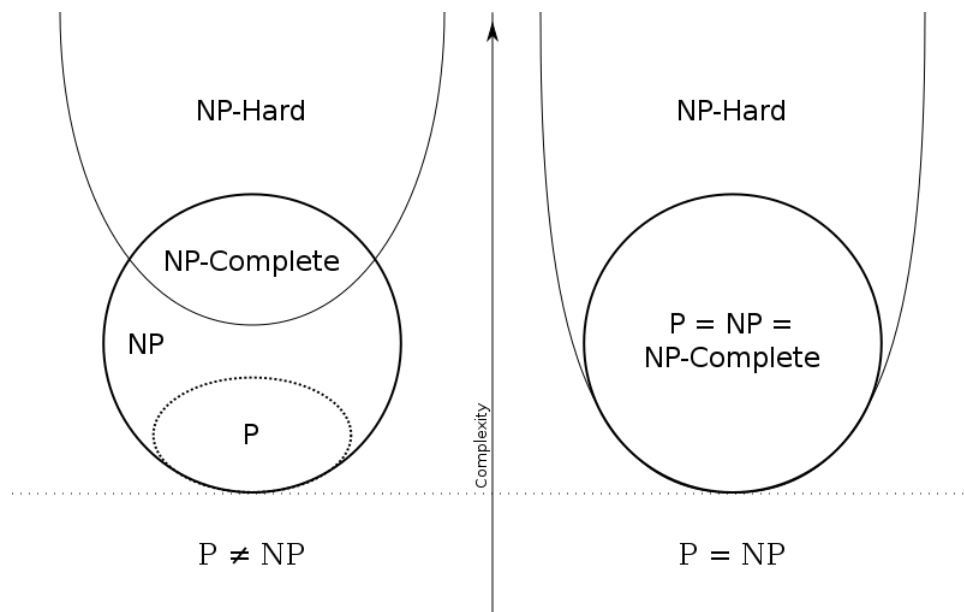 NP-Hard
NP-Complete
NP
P
P ≠ NP
Complexity
NP-Hard
P = NP =
NP-Complete
P = NP